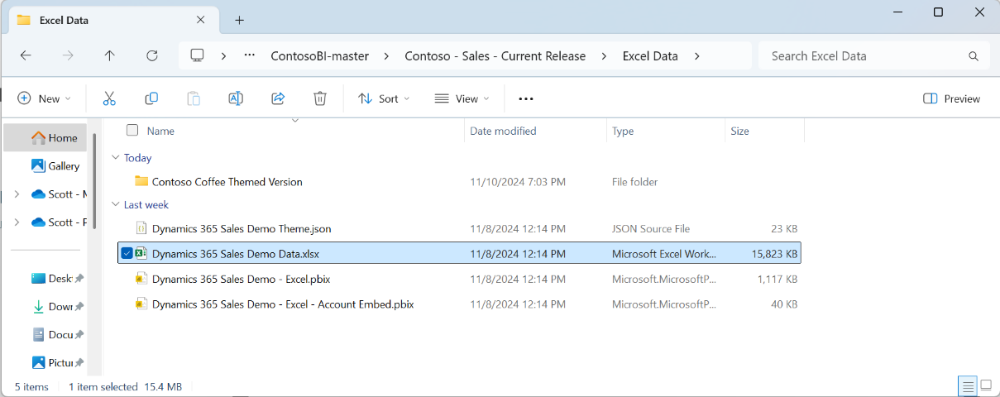 Excel Data
ContosoBI-master > Contoso - Sales - Current Release > Excel Data > Search Excel Data
New Sort View ... Preview
Name Date modified Type Size
Home
Today
Gallery
Contoso Coffee Themed Version 11/10/2024 7:03 PM File folder
Scott - M
Last week
Scott - P
Dynamics 365 Sales Demo Theme.json 11/8/2024 12:14 PM JSON Source File 23 KB
Dynamics 365 Sales Demo Data.xlsx 11/8/2024 12:14 PM Microsoft Excel Work... 15,823 KB
Desk
Dynamics 365 Sales Demo - Excel.pbix 11/8/2024 12:14 PM Microsoft.MicrosoftP... 1,117 KB
Dow
Dynamics 365 Sales Demo - Excel - Account Embed.pbix 11/8/2024 12:14 PM Microsoft.MicrosoftP... 40 KB
Docu
Pictu
5 items 1 item selected 15.4 MB